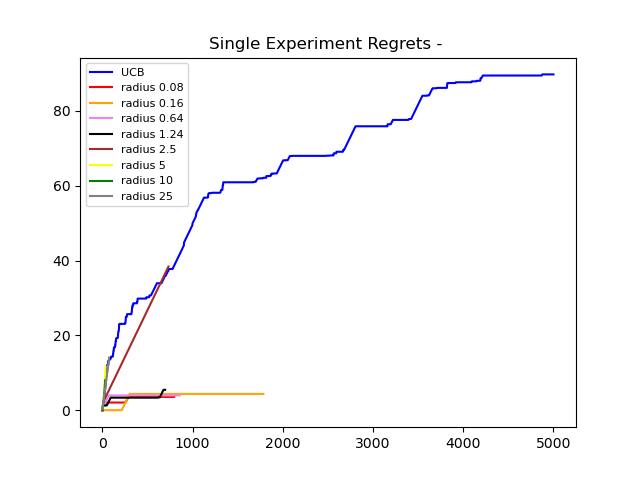 Single Experiment Regrets -
UCB
radius 0.08
radius 0.16
radius 0.64
radius 1.24
radius 2.5
radius 5
radius 10
radius 25
80
60
40
20
0
0 1000 2000 3000 4000 5000